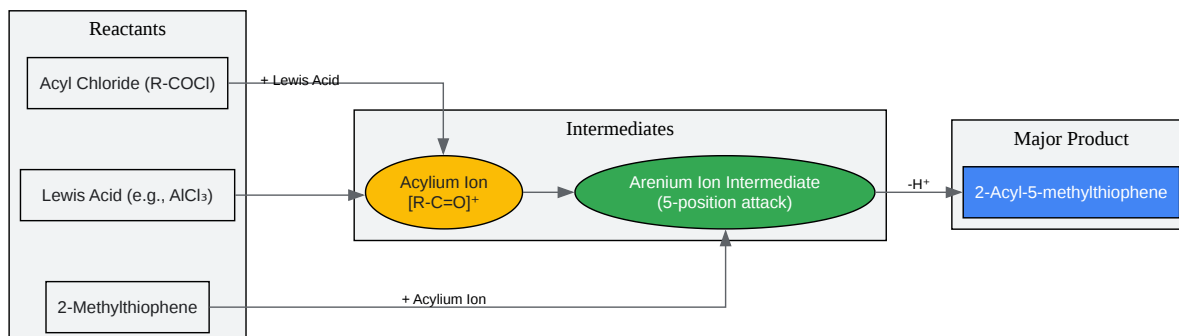 Reactants
Acyl Chloride (R-COCl)
+ Lewis Acid
Intermediates
Major Product
Lewis Acid (e.g., AlCl₃)
Acylium Ion
[R-C=O]⁺
Arenium Ion Intermediate
(5-position attack)
-H⁺
2-Acyl-5-methylthiophene
2-Methylthiophene
+ Acylium Ion